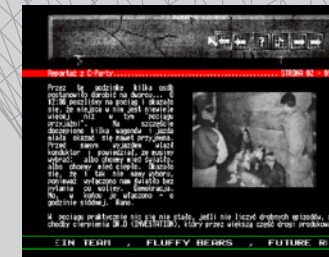 Reportaż z C-Party............................................ STRONA 02 -
Przez tę godzinkę kilka osób
postanowiło dorobić na dworcu... O
12:06 poszliśmy na pociąg i okazało
się, że miejsca w nim jest niewiele
więcej niż w tym "pociągu
przyjaźni". Na szczęście
doczepiono kilka wagonów i jazda
miała okazać się nawet przyjemna.
Przed samym wyjazdem wlazł
konduktor i powiedział, że musimy
wybrać: albo chcemy mieć światło,
albo chcemy mieć ciepło. Okazało
się, że i tak nie mamy wyboru,
ponieważ wyłączono nam światło bez
pytania co wolimy. Demokracja.
No, w końcu je włączono - o
godzinie siódmej. Rano.
W pociągu praktycznie nic się nie stało, jeśli nie liczyć drobnych epizodów,
choćby cierpienia DR.D (INVESTATION), który przez większą część drogi
EIN TEAM , FLUFFY BEARS , FUTURE